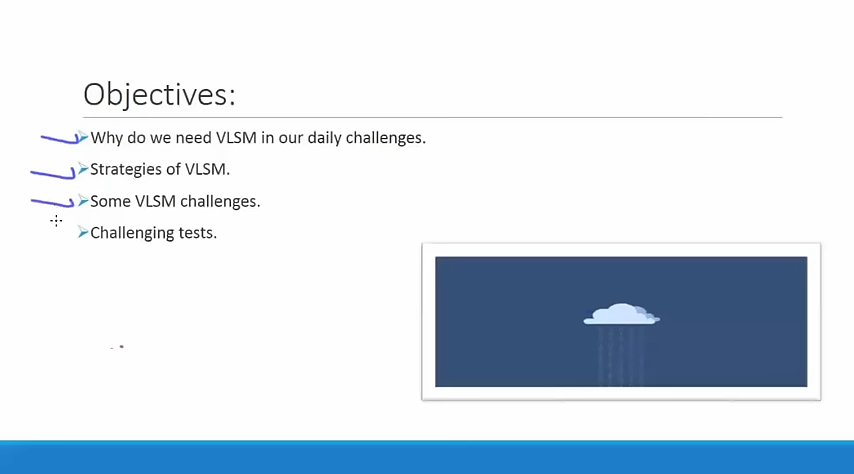 Objectives:
Why do we need VLSM in our daily challenges.
Strategies of VLSM.
Some VLSM challenges.
Challenging tests.